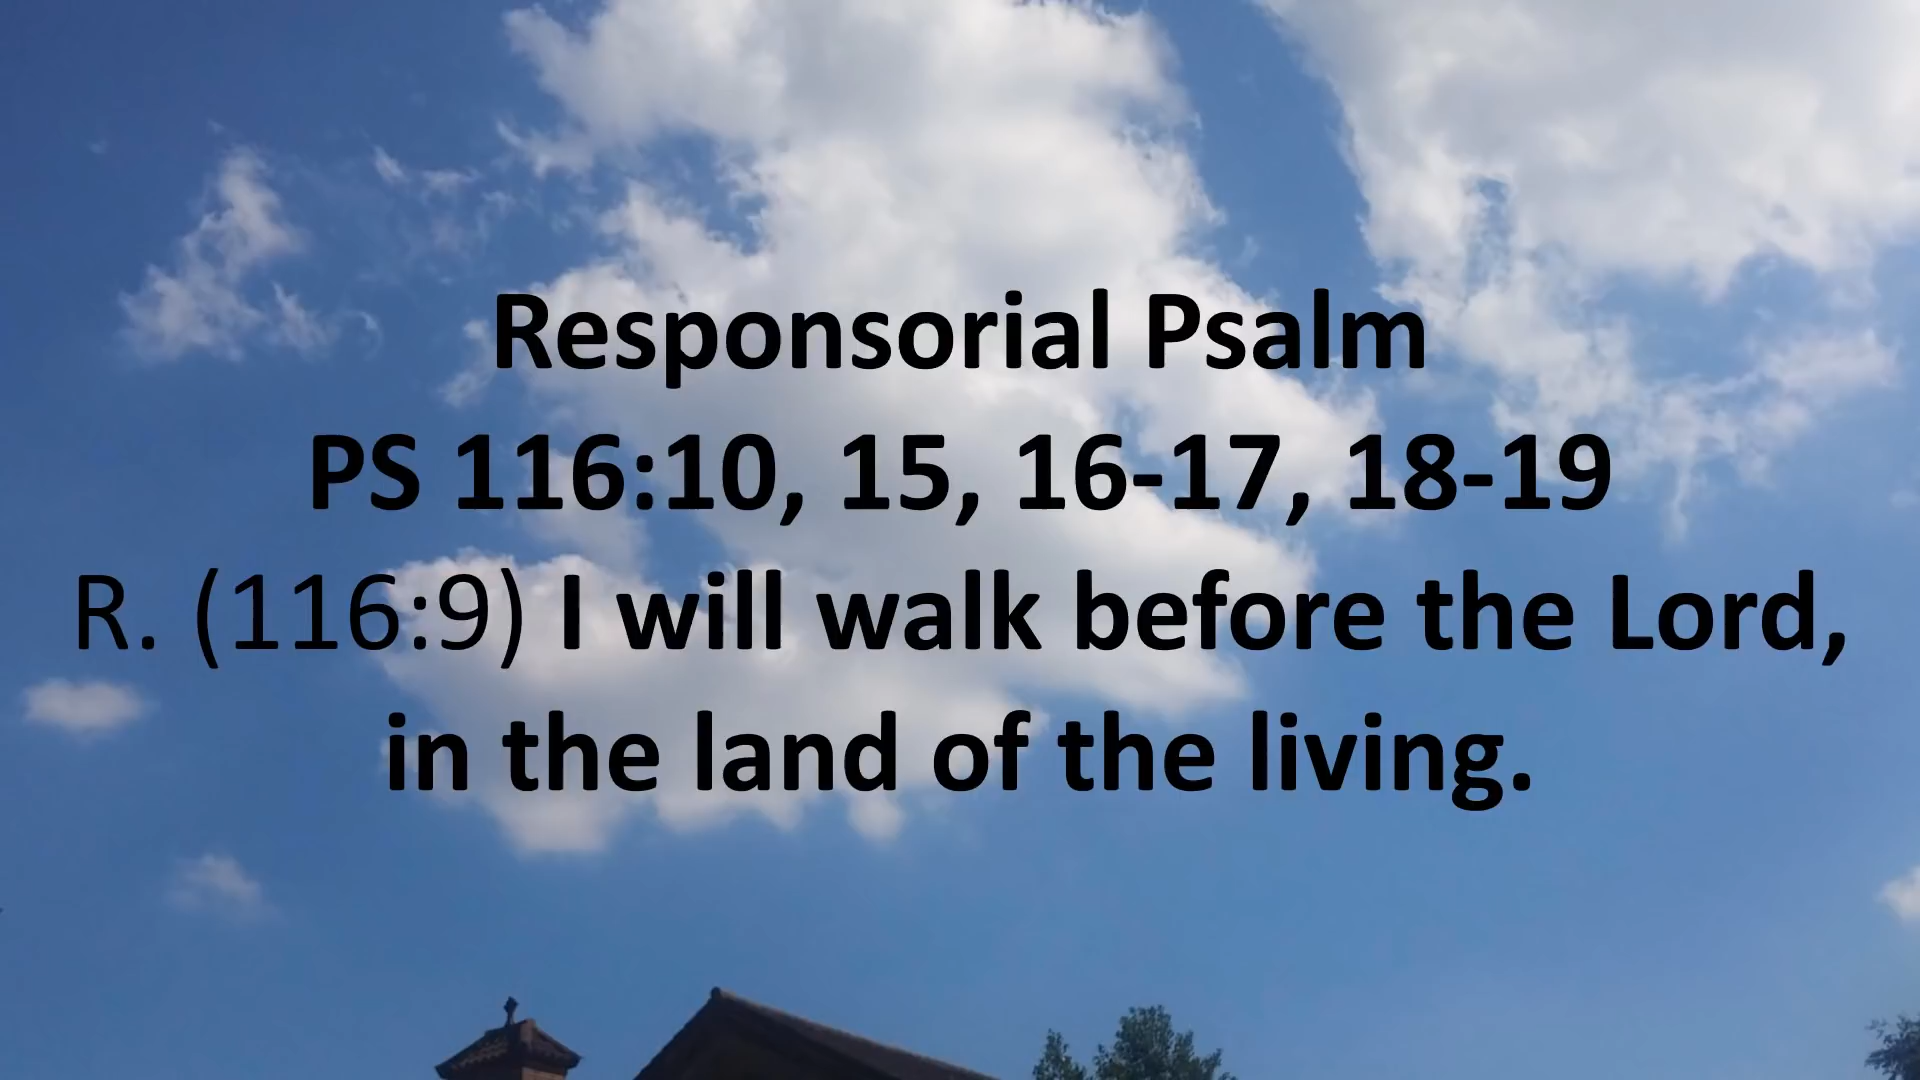 Responsorial Psalm
PS 116:10, 15, 16-17, 18-19
R. (116:9) I will walk before the Lord,
in the land of the living.